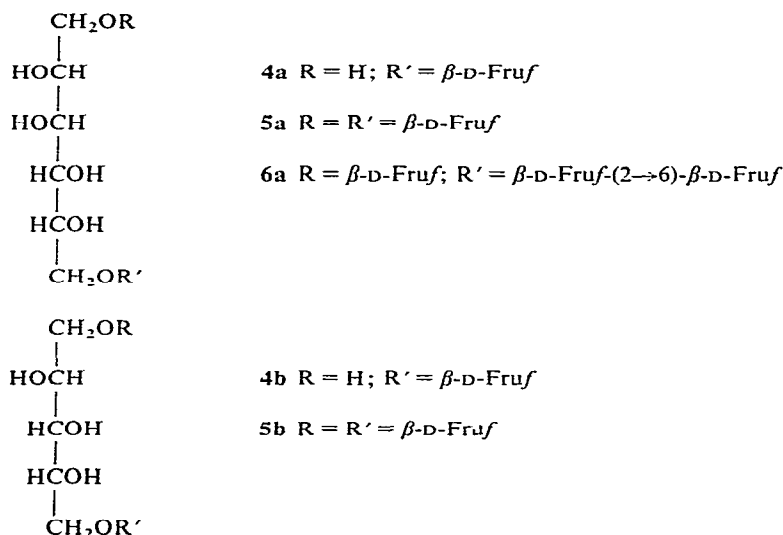 CH₂OR
HOCH 4a R = H; R′ = β-D-Fruf
HOCH 5a R = R′ = β-D-Fruf
HCOH 6a R = β-D-Fruf; R′ = β-D-Fruf-(2→6)-β-D-Fruf
HCOH
CH₂OR′
CH₂OR
HOCH 4b R = H; R′ = β-D-Fruf
HCOH 5b R = R′ = β-D-Fruf
HCOH
CH₂OR′